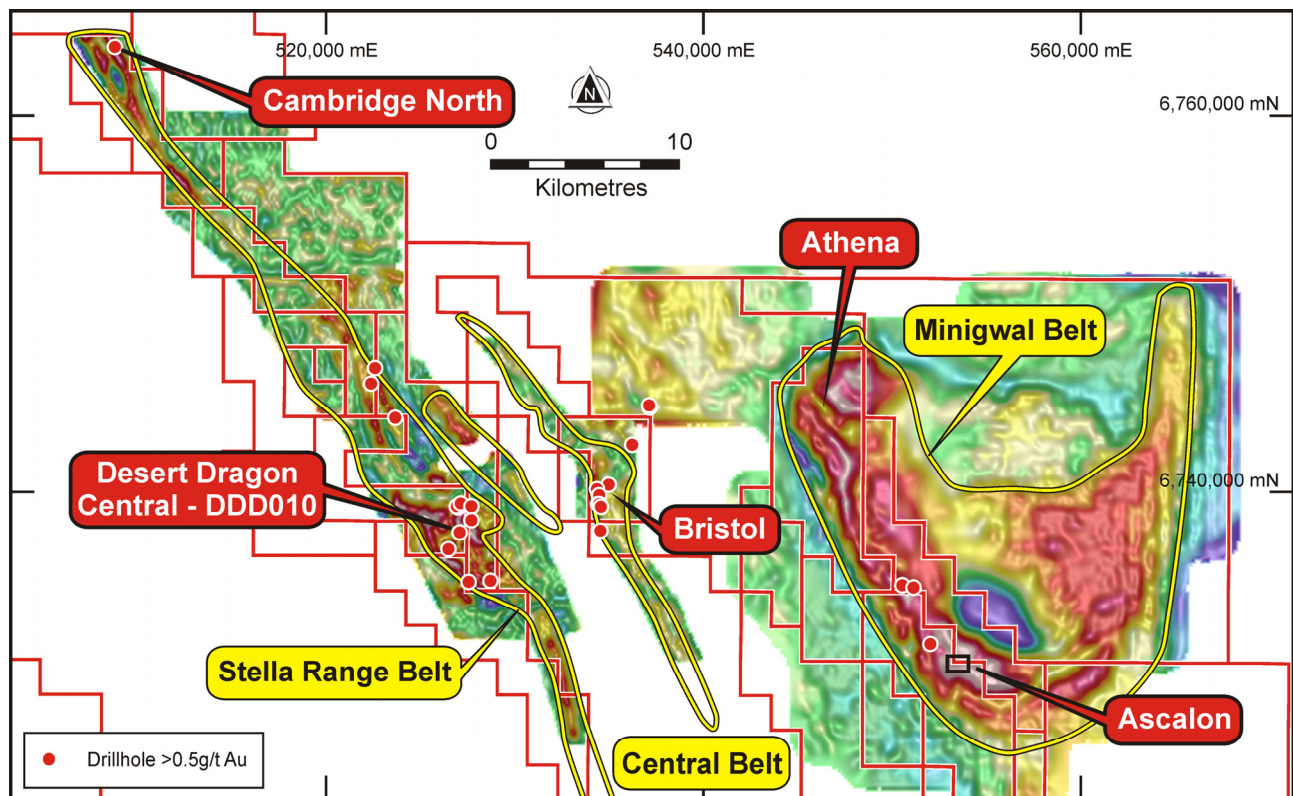 520,000 mE
540,000 mE
560,000 mE
Cambridge North
N
6,760,000 mN
0
10
Kilometres
Athena
Minigwal Belt
Desert Dragon
Central - DDD010
6,740,000 mN
Bristol
Stella Range Belt
Ascalon
Central Belt
Drillhole >0.5g/t Au